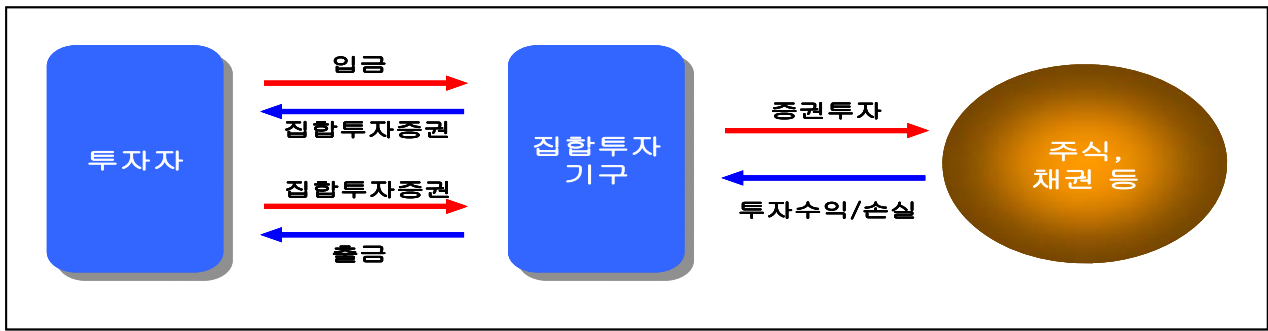 입금
집합투자증권
투자자
집합투자증권
출금
집합투자
기구
증권투자
투자수익/손실
주식,
채권 등